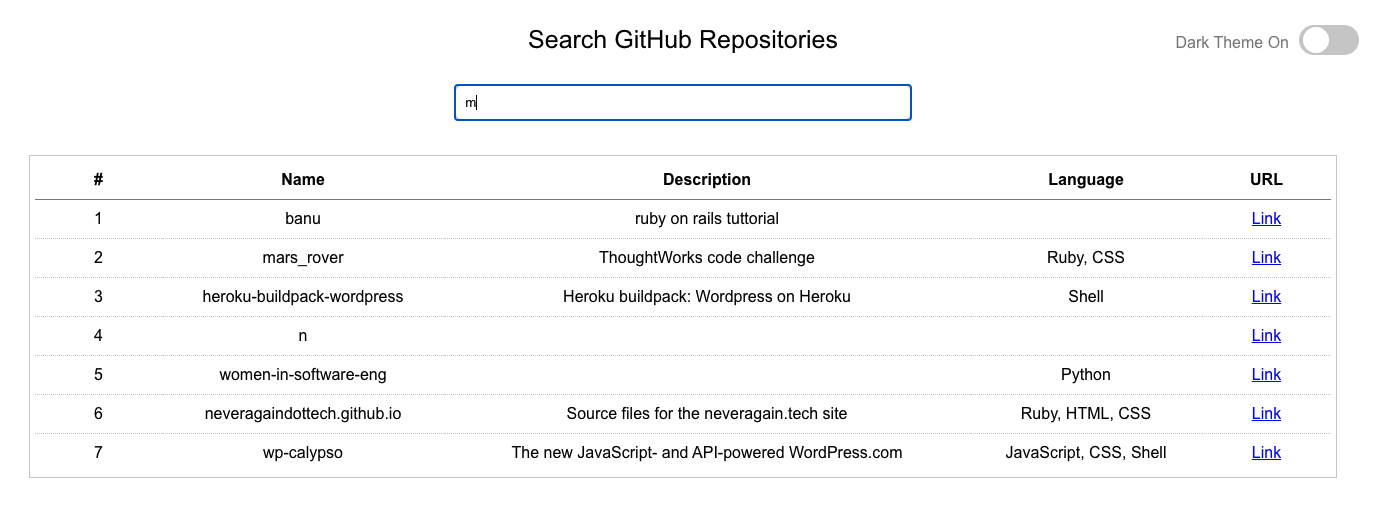 Search GitHub Repositories
Dark Theme On
m
# Name Description Language URL
1 banu ruby on rails tuttorial Link
2 mars_rover ThoughtWorks code challenge Ruby, CSS Link
3 heroku-buildpack-wordpress Heroku buildpack: Wordpress on Heroku Shell Link
4 n Link
5 women-in-software-eng Python Link
6 neveragaindottech.github.io Source files for the neveragain.tech site Ruby, HTML, CSS Link
7 wp-calypso The new JavaScript- and API-powered WordPress.com JavaScript, CSS, Shell Link